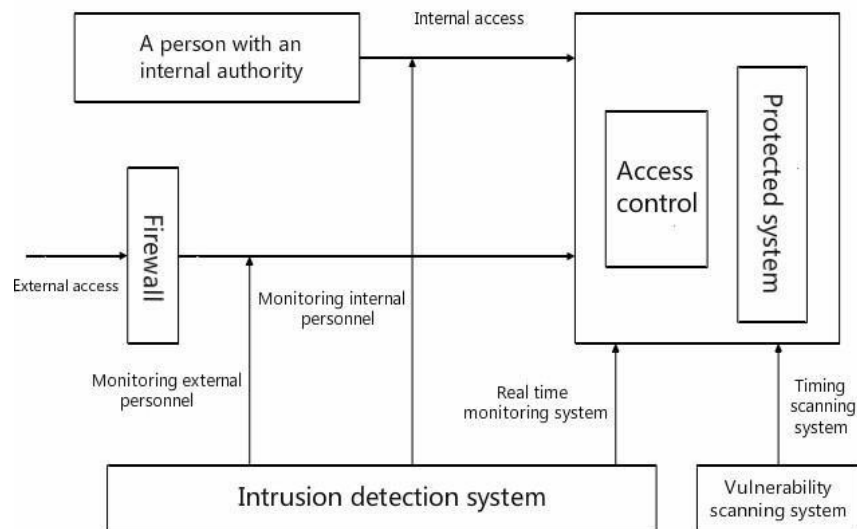 Internal access
A person with an
internal authority
Protected system
Access
control
Firewall
External access
Monitoring internal
personnel
Monitoring external
personnel
Real time
monitoring system
Timing
scanning
system
Intrusion detection system
Vulnerability
scanning system